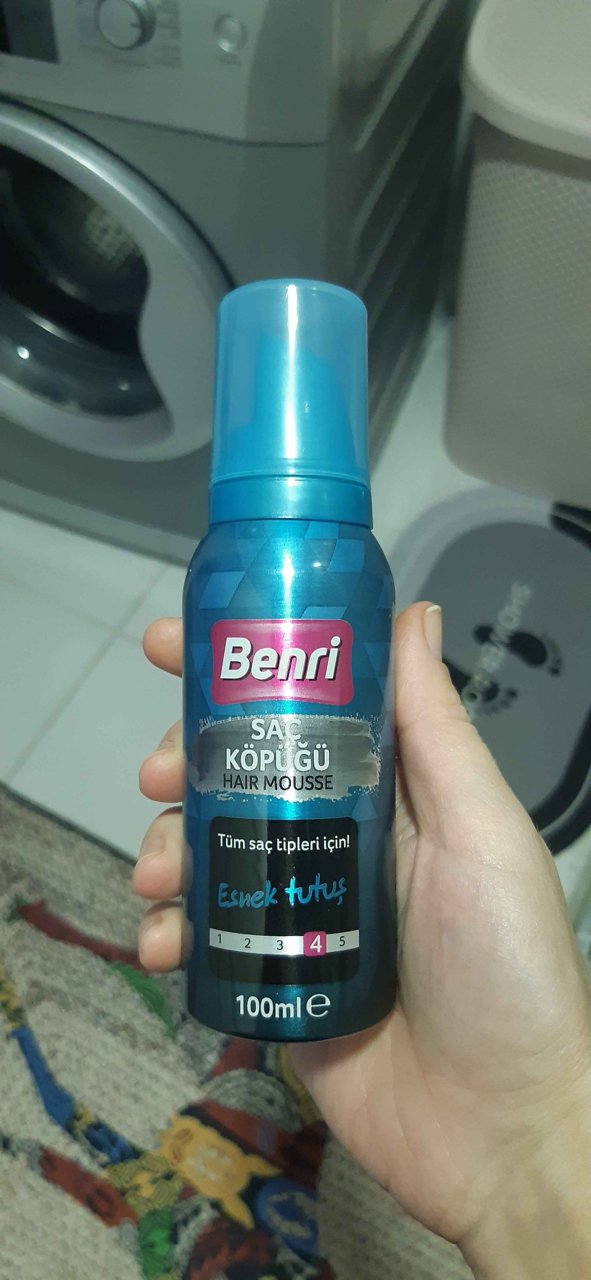 Benri
SAÇ
KÖPÜĞÜ
HAIR MOUSSE
Tüm saç tipleri için!
Esnek tutuş
1 2 3 4 5
100ml ℮